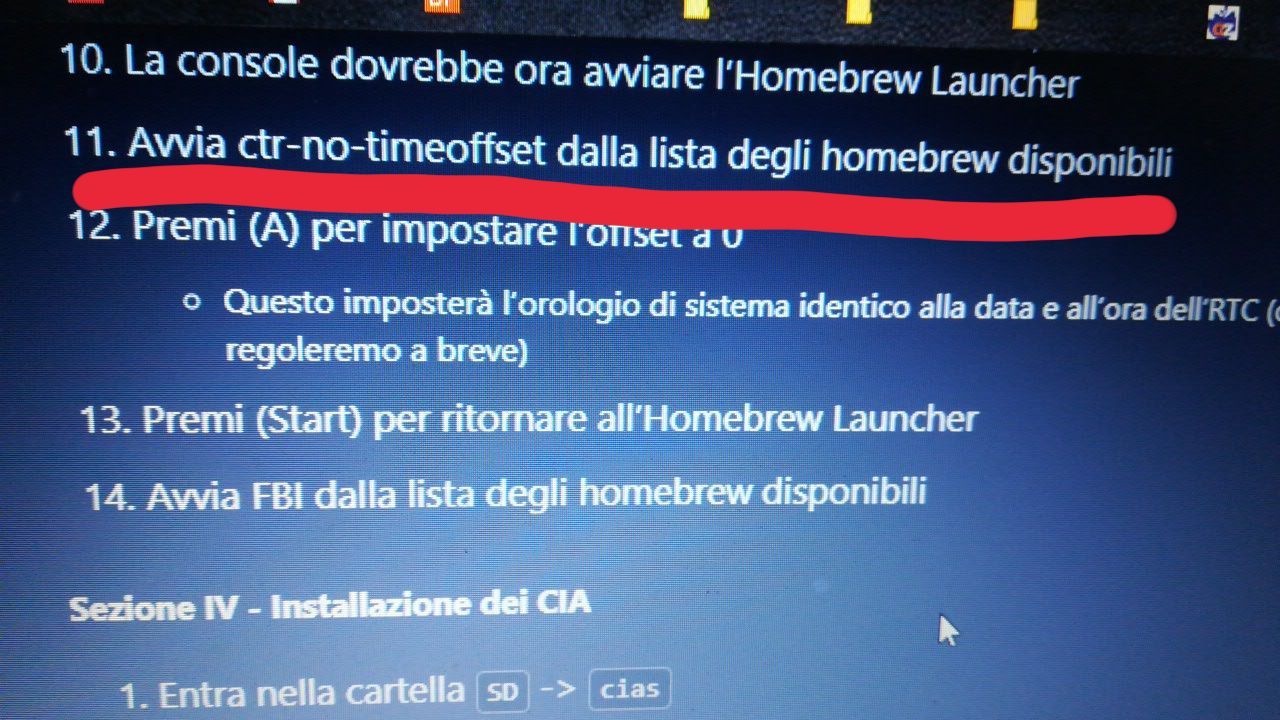 10. La console dovrebbe ora avviare l'Homebrew Launcher
11. Avvia ctr-no-timeoffset dalla lista degli homebrew disponibili
12. Premi (A) per impostare l'offset a 0
Questo imposterà l'orologio di sistema identico alla data e all'ora dell'RTC (
regoleremo a breve)
13. Premi (Start) per ritornare all'Homebrew Launcher
14. Avvia FBI dalla lista degli homebrew disponibili
Sezione IV - Installazione dei CIA
1. Entra nella cartella SD -> cias